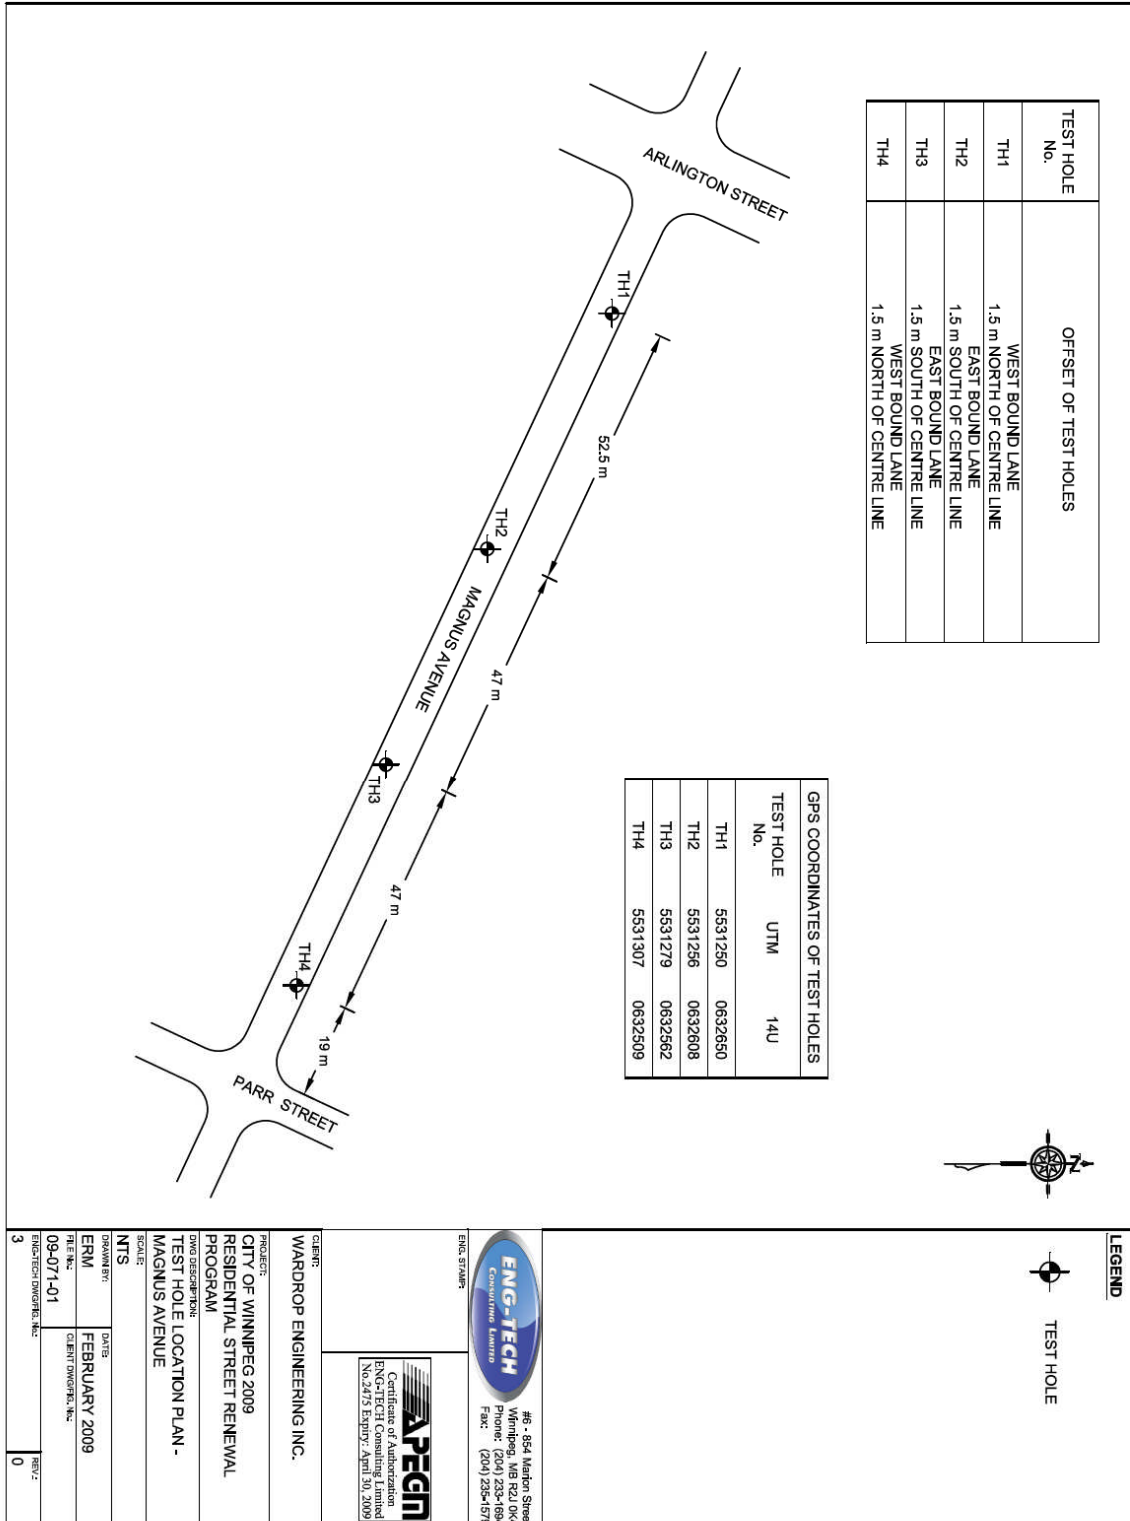 TEST HOLE
No.
OFFSET OF TEST HOLES
TH1
WEST BOUND LANE
1.5 m NORTH OF CENTRE LINE
TH2
EAST BOUND LANE
1.5 m SOUTH OF CENTRE LINE
TH3
EAST BOUND LANE
1.5 m SOUTH OF CENTRE LINE
TH4
WEST BOUND LANE
1.5 m NORTH OF CENTRE LINE
GPS COORDINATES OF TEST HOLES
TEST HOLE
No.
UTM
14U
TH1 5531250 0632650
TH2 5531256 0632608
TH3 5531279 0632562
TH4 5531307 0632509
ARLINGTON STREET
TH1
52.5 m
TH2
MAGNUS AVENUE
47 m
TH3
47 m
TH4
19 m
PARR STREET
N
LEGEND
TEST HOLE
ENG-TECH
CONSULTING LIMITED
#6 - 854 Marion Stree
Winnipeg, MB R2J 0K
Phone: (204) 233-169
Fax: (204) 235-157
ENG. STAMP:
APEGM
Certificate of Authorization
ENG-TECH Consulting Limited
No.2475 Expiry: April 30, 2009
CLIENT:
WARDROP ENGINEERING INC.
PROJECT:
CITY OF WINNIPEG 2009
RESIDENTIAL STREET RENEWAL
PROGRAM
DWG DESCRIPTION:
TEST HOLE LOCATION PLAN -
MAGNUS AVENUE
SCALE:
NTS
DRAWN BY:
ERM
DATE:
FEBRUARY 2009
FILE No.:
09-071-01
CLIENT DWG/FIG. No.:
ENG-TECH DWG/FIG. No.:
3
REV.:
0